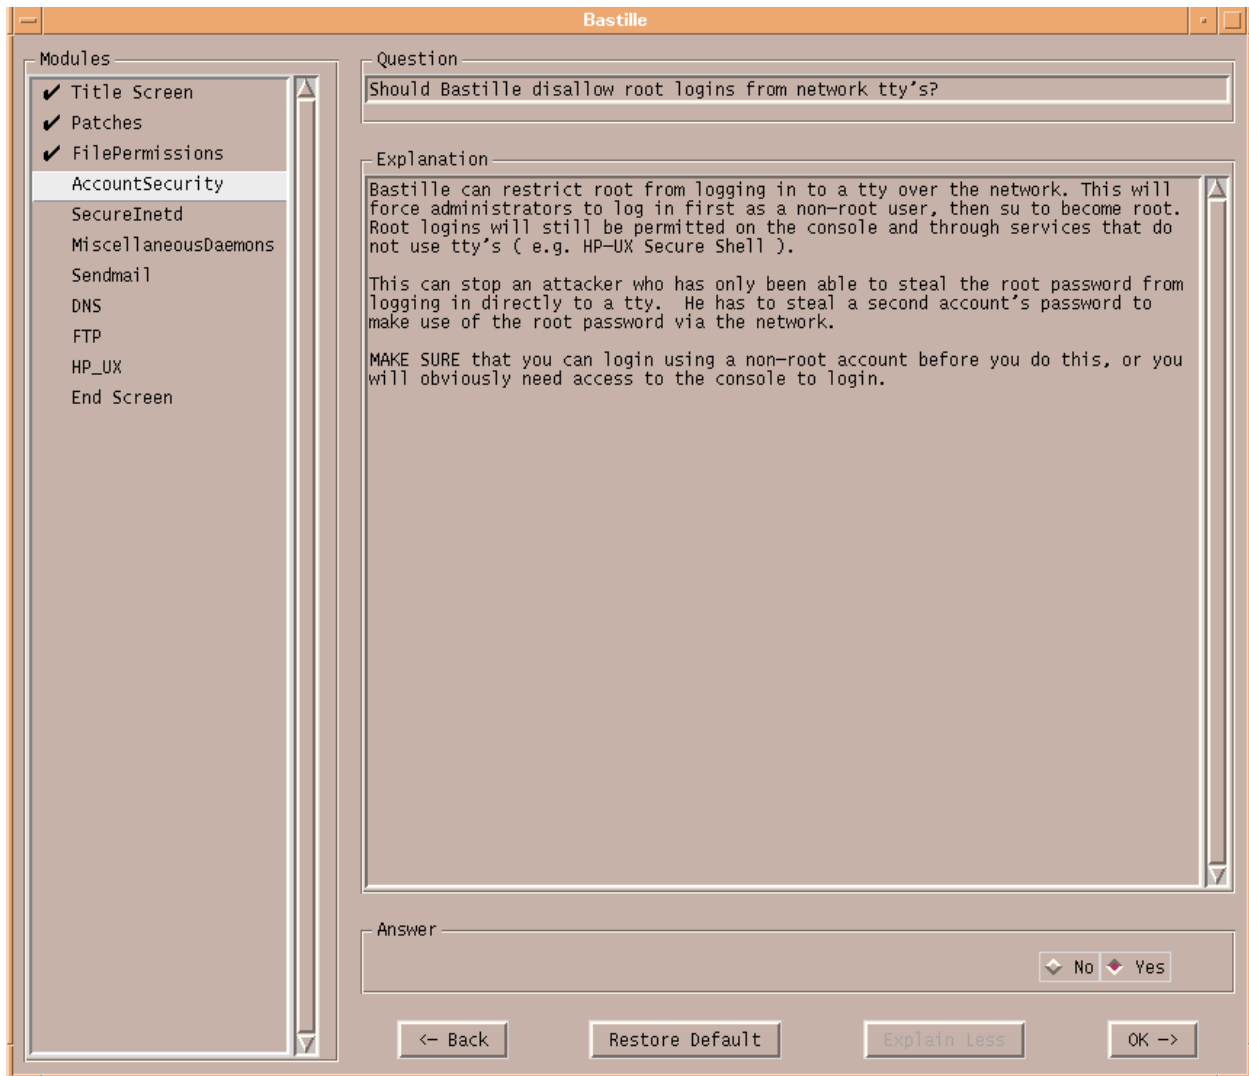 Bastille
Modules
Title Screen
Patches
FilePermissions
AccountSecurity
SecureInetd
MiscellaneousDaemons
Sendmail
DNS
FTP
HP_UX
End Screen
Question
Should Bastille disallow root logins from network tty's?
Explanation
Bastille can restrict root from logging in to a tty over the network. This will
force administrators to log in first as a non-root user, then su to become root.
Root logins will still be permitted on the console and through services that do
not use tty's ( e.g. HP-UX Secure Shell ).
This can stop an attacker who has only been able to steal the root password from
logging in directly to a tty.  He has to steal a second account's password to
make use of the root password via the network.
MAKE SURE that you can login using a non-root account before you do this, or you
will obviously need access to the console to login.
Answer
No Yes
<- Back Restore Default Explain Less OK ->